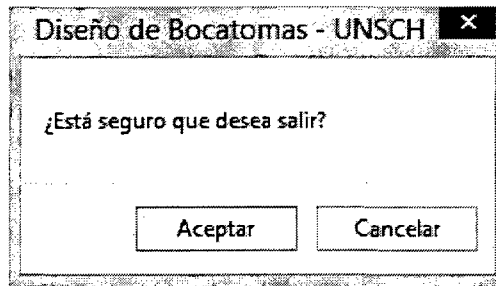 Diseño de Bocatomas - UNSCH
¿Está seguro que desea salir?
Aceptar Cancelar